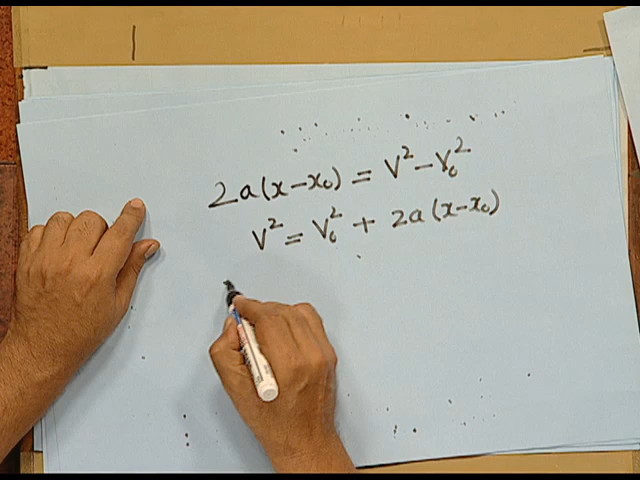 2a(x-x₀) = V² - V₀²
V² = V₀² + 2a(x-x₀)